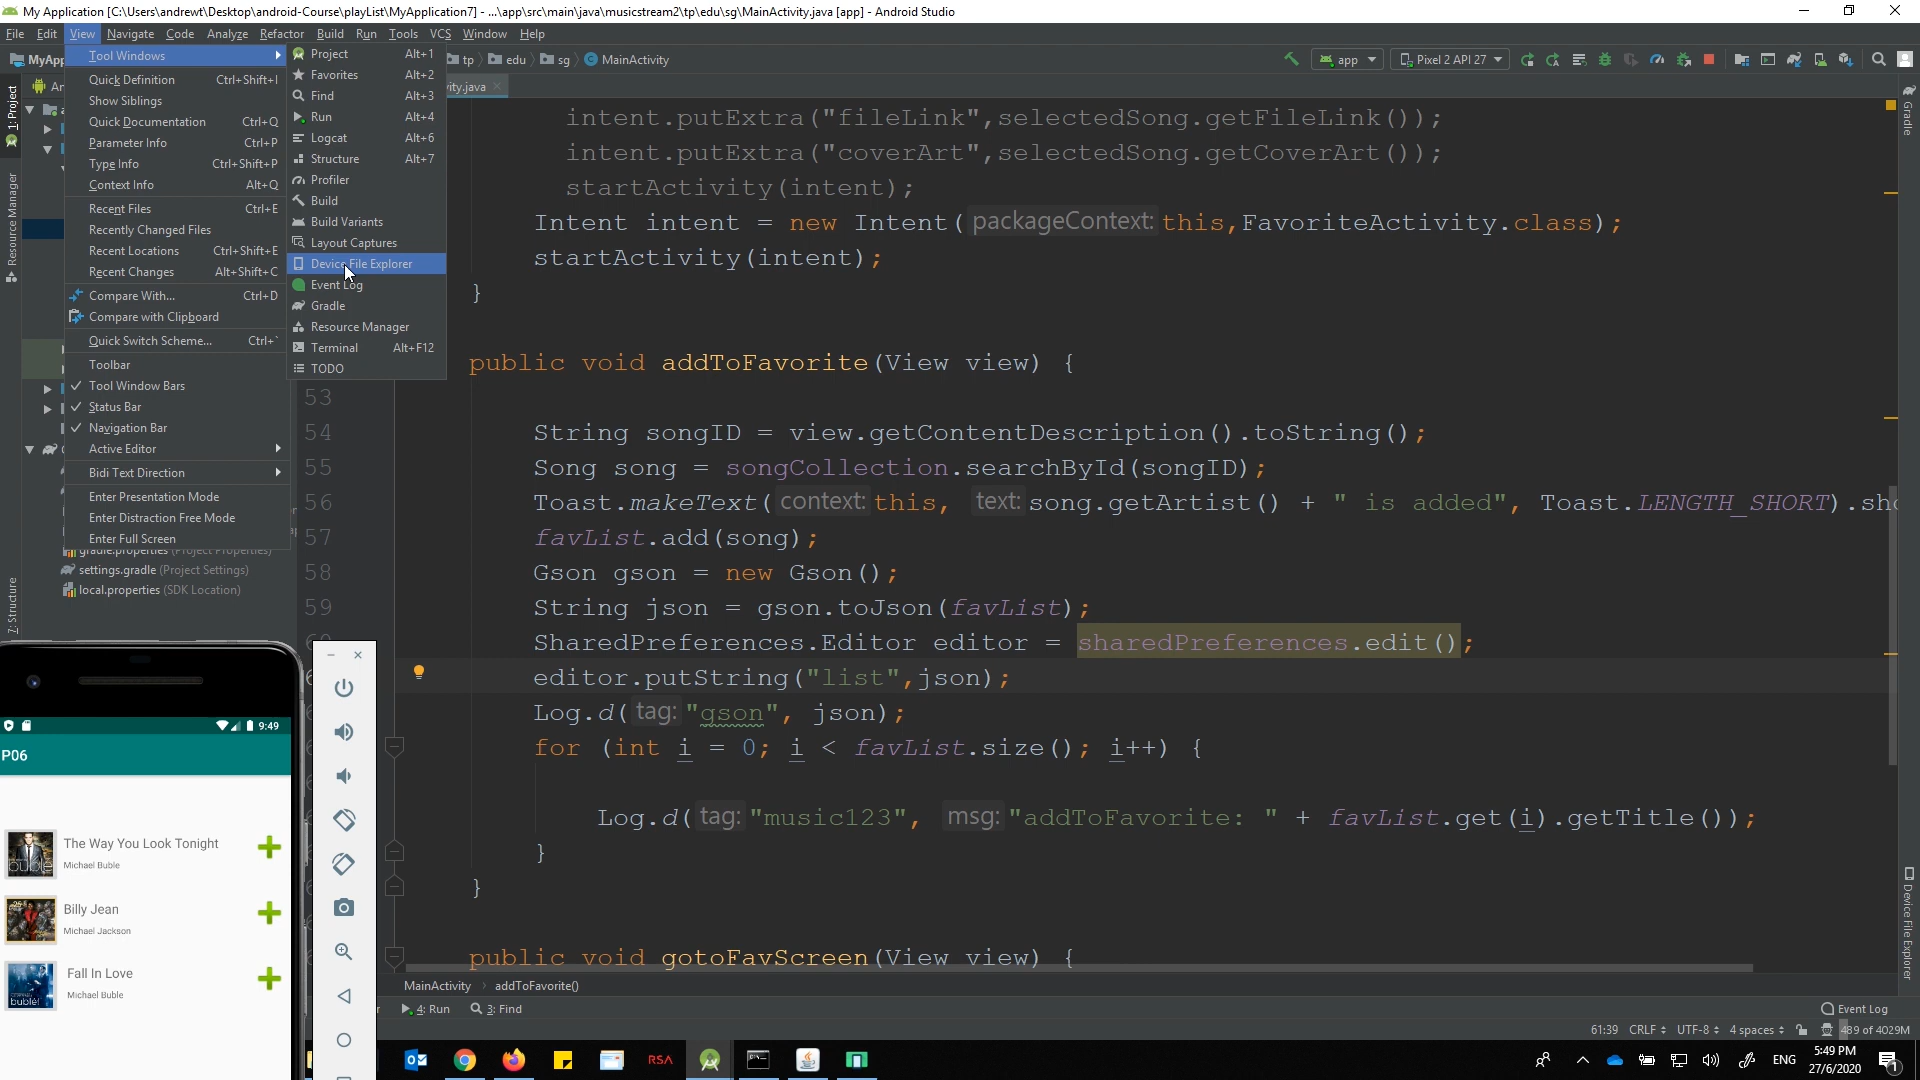 My Application [C:\Users\andrewt\Desktop\android-Course\playList\MyApplication7] - ...\app\src\main\java\musicstream2\tp\edu\sg\MainActivity.java [app] - Android Studio
File Edit View Navigate Code Analyze Refactor Build Run Tools VCS Window Help
MyApp tp edu sg MainActivity app Pixel 2 API 27
Tool Windows
Quick Definition Ctrl+Shift+I
Show Siblings
Quick Documentation Ctrl+Q
Parameter Info Ctrl+P
Type Info Ctrl+Shift+P
Context Info Alt+Q
Recent Files Ctrl+E
Recently Changed Files
Recent Locations Ctrl+Shift+E
Recent Changes Alt+Shift+C
Compare With... Ctrl+D
Compare with Clipboard
Quick Switch Scheme... Ctrl+`
Toolbar
Tool Window Bars
Status Bar
Navigation Bar
Active Editor
Bidi Text Direction
Enter Presentation Mode
Enter Distraction Free Mode
Enter Full Screen
Project Alt+1
Favorites Alt+2
Find Alt+3
Run Alt+4
Logcat Alt+6
Structure Alt+7
Profiler
Build
Build Variants
Layout Captures
Device File Explorer
Event Log
Gradle
Resource Manager
Terminal Alt+F12
TODO
gradle.properties (Project Properties)
settings.gradle (Project Settings)
local.properties (SDK Location)
1: Project
Resource Manager
7: Structure
Gradle
Device File Explorer
ity.java
intent.putExtra("fileLink",selectedSong.getFileLink());
intent.putExtra("coverArt",selectedSong.getCoverArt());
startActivity(intent);
Intent intent = new Intent( packageContext: this,FavoriteActivity.class);
startActivity(intent);
}
public void addToFavorite(View view) {
53
54 String songID = view.getContentDescription().toString();
55 Song song = songCollection.searchById(songID);
56 Toast.makeText( context: this, text: song.getArtist() + " is added", Toast.LENGTH_SHORT).sho
57 favList.add(song);
58 Gson gson = new Gson();
59 String json = gson.toJson(favList);
SharedPreferences.Editor editor = sharedPreferences.edit();
editor.putString("list",json);
Log.d( tag: "gson", json);
for (int i = 0; i < favList.size(); i++) {
Log.d( tag: "music123", msg: "addToFavorite: " + favList.get(i).getTitle());
}
}
public void gotoFavScreen(View view) {
MainActivity addToFavorite()
4: Run 3: Find Event Log
61:39 CRLF UTF-8 4 spaces 489 of 4029M
9:49
P06
The Way You Look Tonight
Michael Buble
Billy Jean
Michael Jackson
Fall In Love
Michael Buble
RSA
ENG
5:49 PM
27/6/2020
1